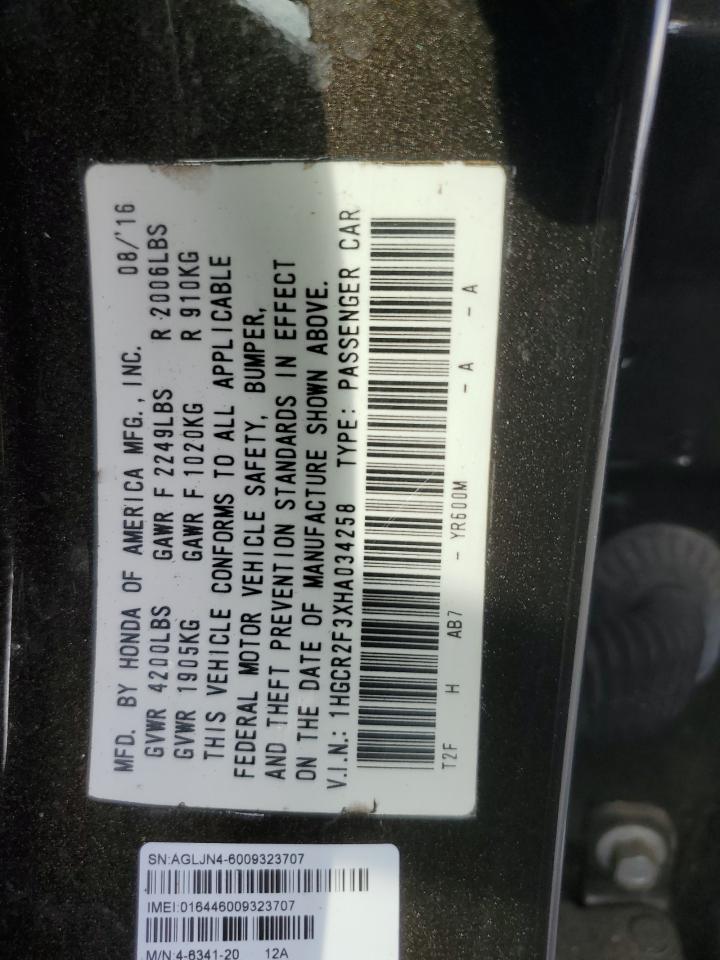 MFD. BY HONDA OF AMERICA MFG., INC. 08/'16
GVWR 4200LBS GAWR F 2249LBS R 2006LBS
GVWR 1905KG GAWR F 1020KG R 910KG
THIS VEHICLE CONFORMS TO ALL APPLICABLE
FEDERAL MOTOR VEHICLE SAFETY, BUMPER,
AND THEFT PREVENTION STANDARDS IN EFFECT
ON THE DATE OF MANUFACTURE SHOWN ABOVE.
V.I.N.: 1HGCR2F3XHA034258 TYPE: PASSENGER CAR
T2F H AB7 - YR600M - A - A
SN:AGLJN4-6009323707
IMEI:016446009323707
M/N:4-6341-20 12A